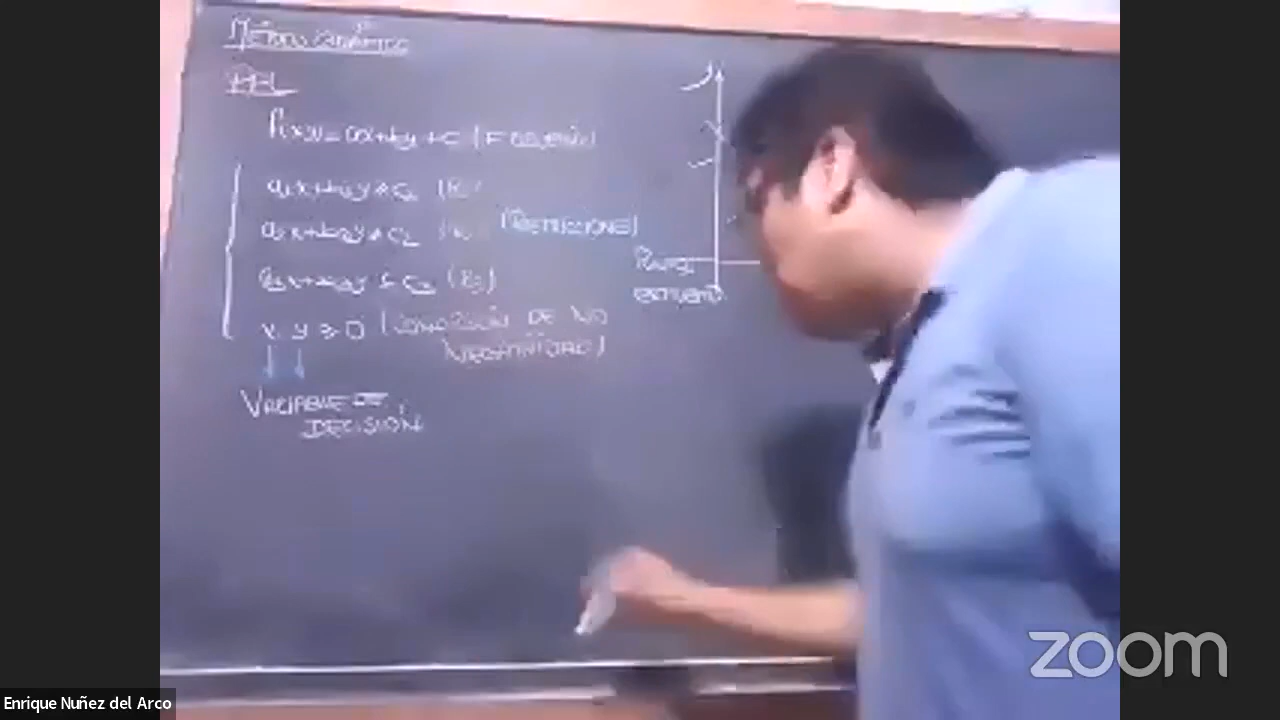 Método Gráfico
PPL
f(x,y)=ax+by+c (F OBJETIVO)
a₁x+b₁y≤c₁ (R₁)
a₂x+b₂y≤c₂ (R₂) (RESTRICCIONES)
a₃x+b₃y≤c₃ (R₃)
x, y ≥ 0 (CONDICIÓN DE NO
NEGATIVIDAD)
VARIABLE DE
DECISIÓN
PUNTO
EXTREMO
Enrique Nuñez del Arco
zoom